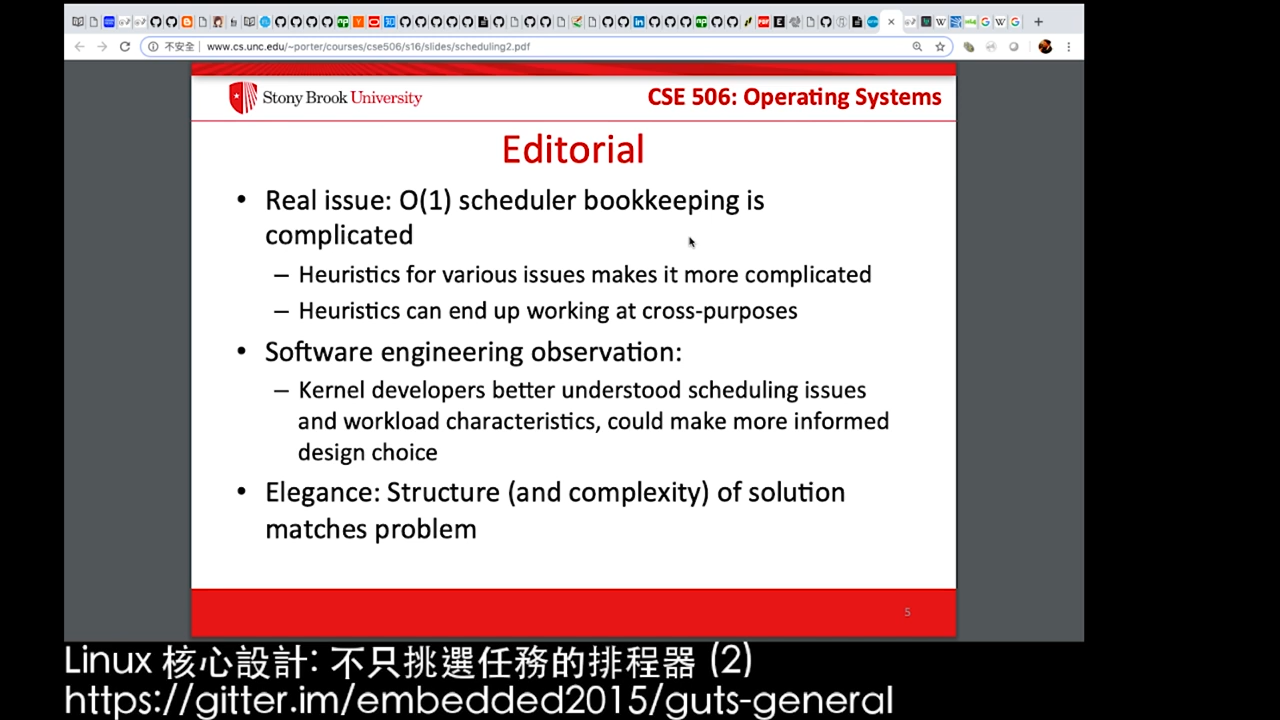 不安全 www.cs.unc.edu/~porter/courses/cse506/s16/slides/scheduling2.pdf
Stony Brook University
CSE 506: Operating Systems
Editorial
• Real issue: O(1) scheduler bookkeeping is
complicated
– Heuristics for various issues makes it more complicated
– Heuristics can end up working at cross-purposes
• Software engineering observation:
– Kernel developers better understood scheduling issues
and workload characteristics, could make more informed
design choice
• Elegance: Structure (and complexity) of solution
matches problem
5
Linux 核心設計: 不只挑選任務的排程器 (2)
https://gitter.im/embedded2015/guts-general